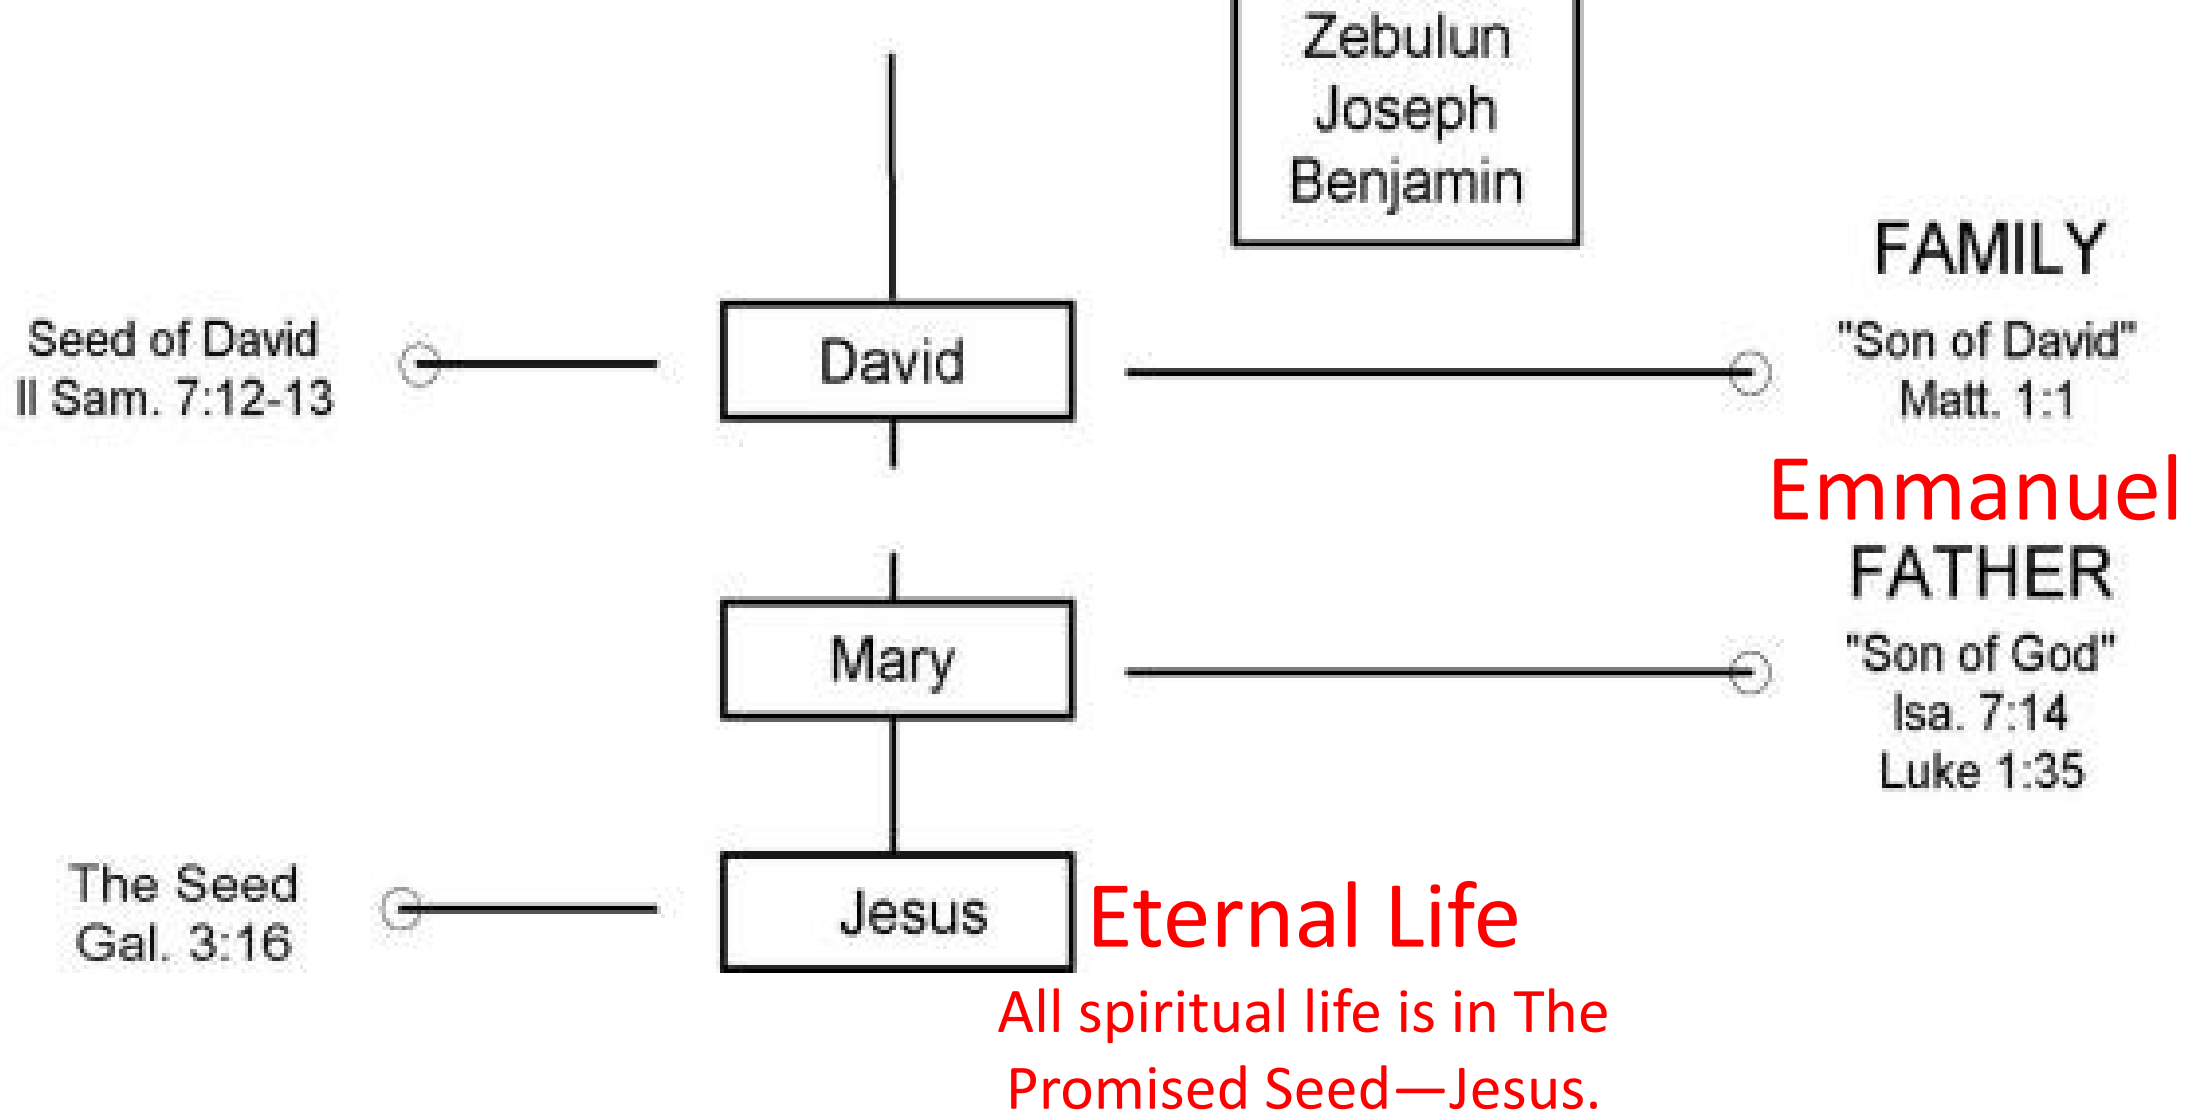 Zebulun
Joseph
Benjamin
FAMILY
Seed of David
II Sam. 7:12-13
David
"Son of David"
Matt. 1:1
Emmanuel
FATHER
Mary
"Son of God"
Isa. 7:14
Luke 1:35
The Seed
Gal. 3:16
Jesus
Eternal Life
All spiritual life is in The
Promised Seed—Jesus.